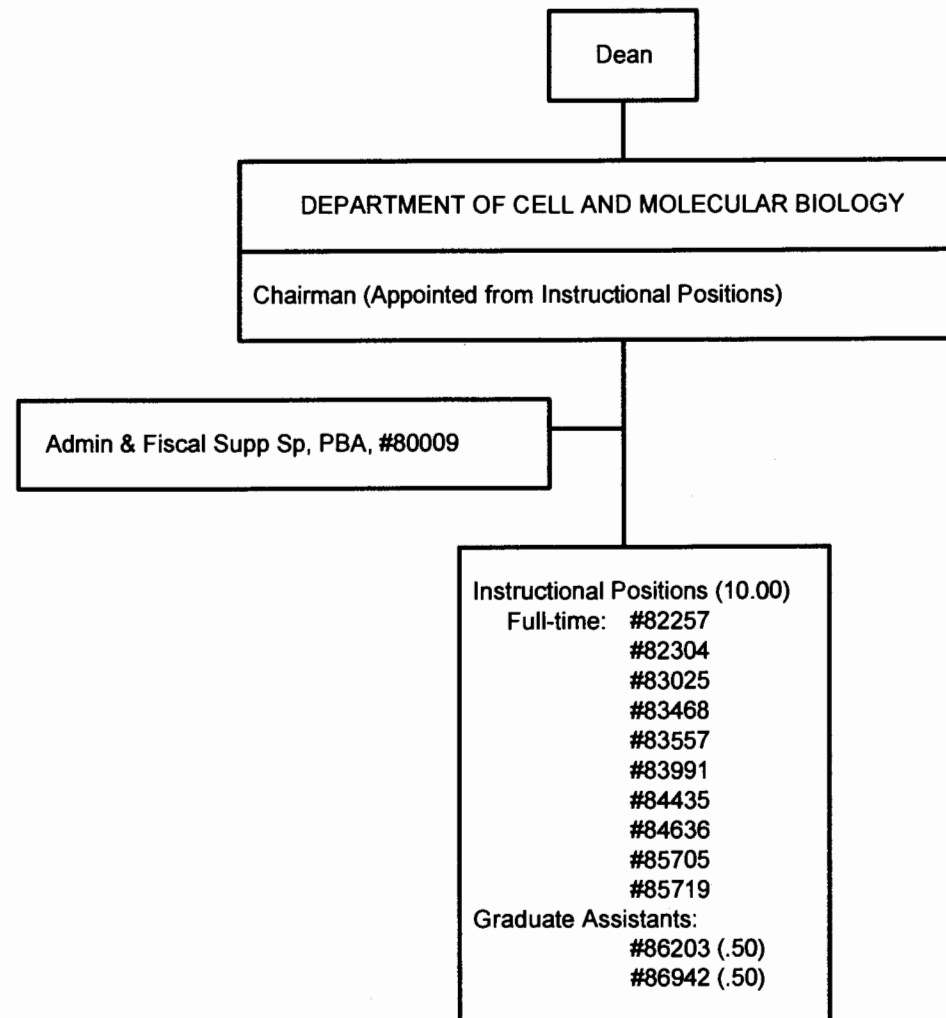 Dean
DEPARTMENT OF CELL AND MOLECULAR BIOLOGY
Chairman (Appointed from Instructional Positions)
Admin & Fiscal Supp Sp, PBA, #80009
Instructional Positions (10.00)
Full-time: #82257
#82304
#83025
#83468
#83557
#83991
#84435
#84636
#85705
#85719
Graduate Assistants:
#86203 (.50)
#86942 (.50)